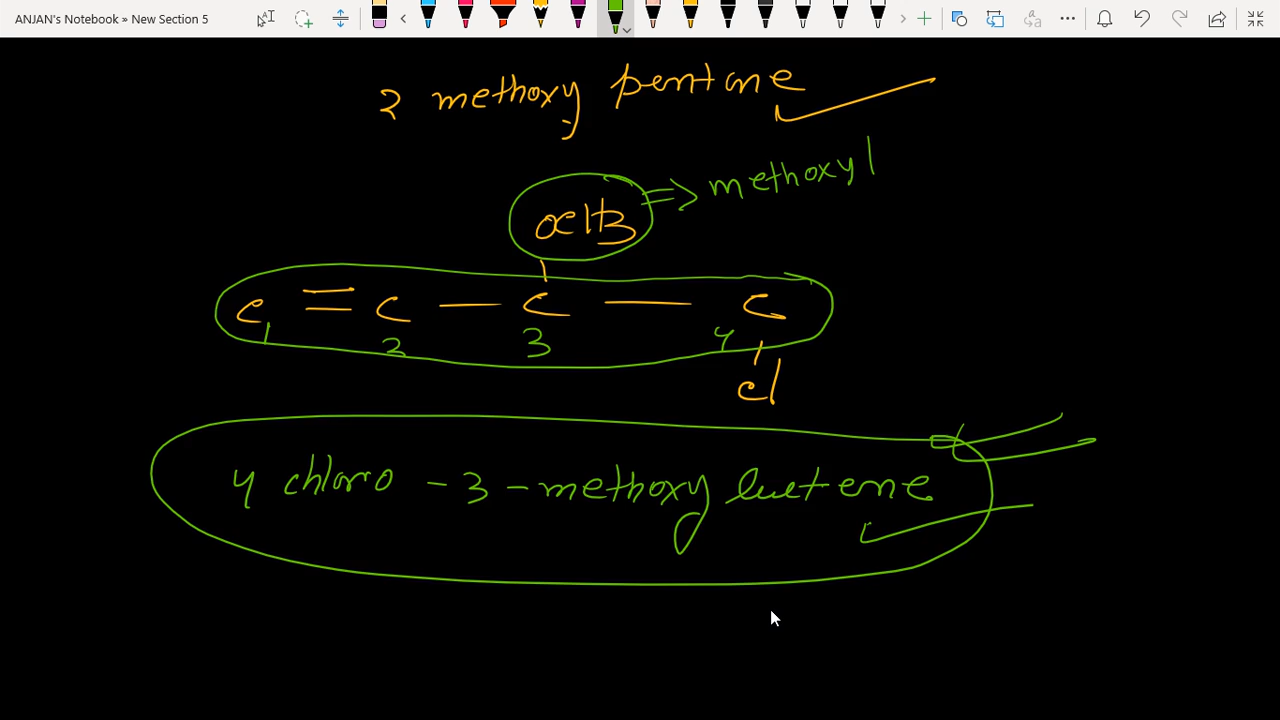 ANJAN's Notebook » New Section 5
2 methoxy pentane
OCH3 => methoxyl
C = C - C - C
1 2 3 4
Cl
4 chloro - 3 - methoxy butene